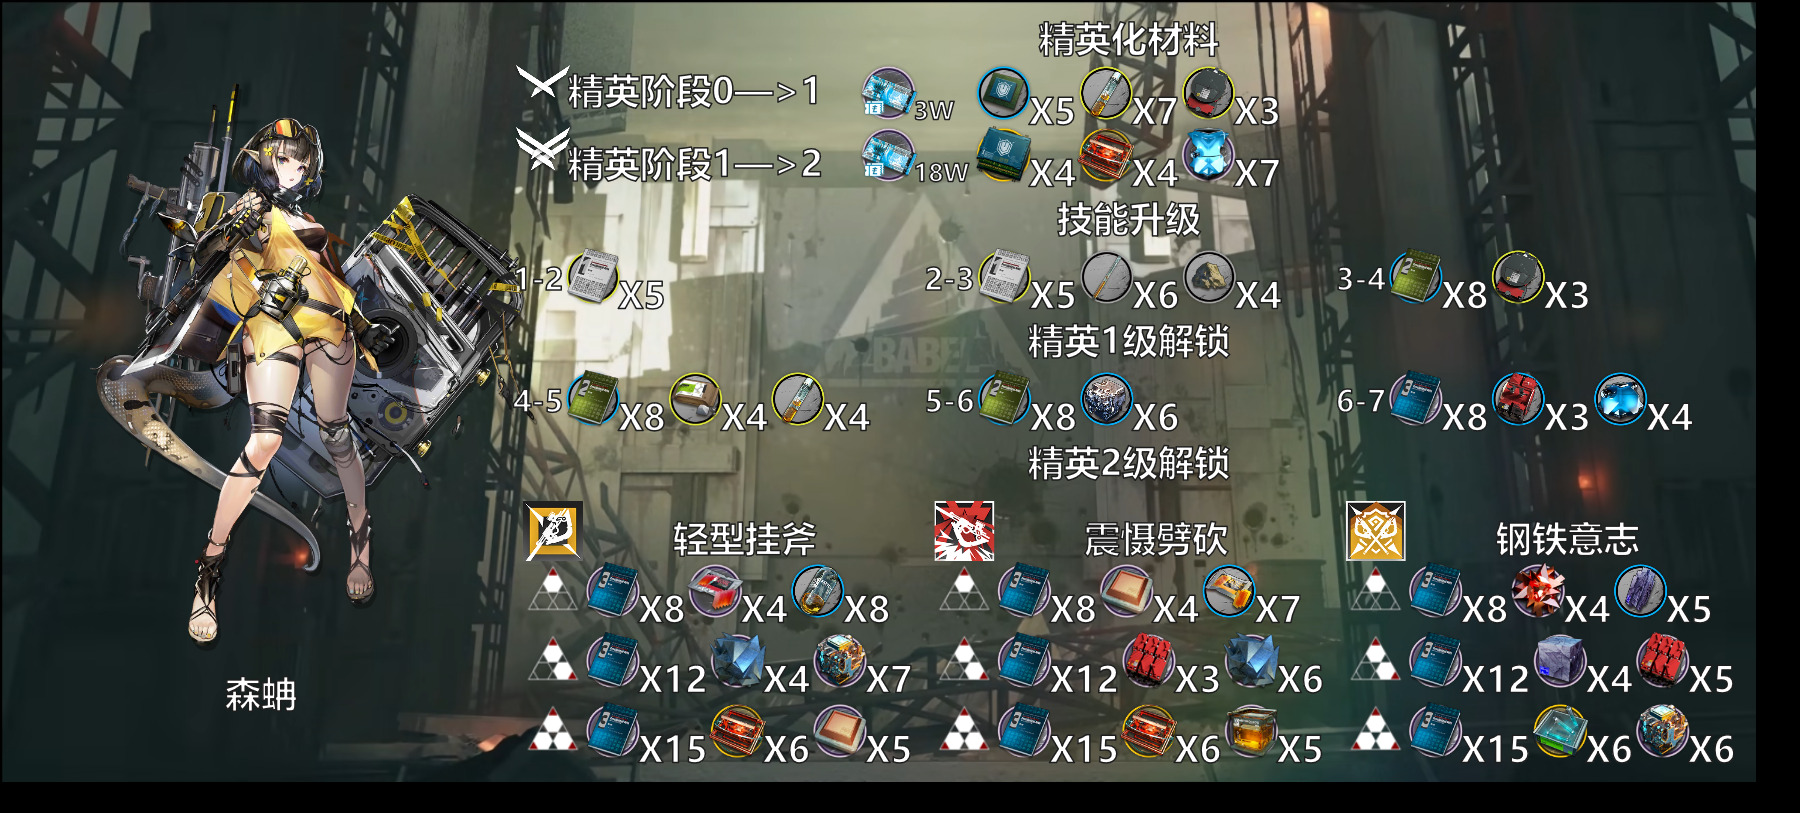 精英化材料
精英阶段0—>1 3W X5 X7 X3
精英阶段1—>2 18W X4 X4 X7
技能升级
1-2 X5 2-3 X5 X6 X4 3-4 X8 X3
BABEL
精英1级解锁
4-5 X8 X4 X4 5-6 X8 X6 6-7 X8 X3 X4
精英2级解锁
轻型挂斧 震慑劈砍 钢铁意志
X8 X4 X8 X8 X4 X7 X8 X4 X5
X12 X4 X7 X12 X3 X6 X12 X4 X5
森蚺
X15 X6 X5 X15 X6 X5 X15 X6 X6